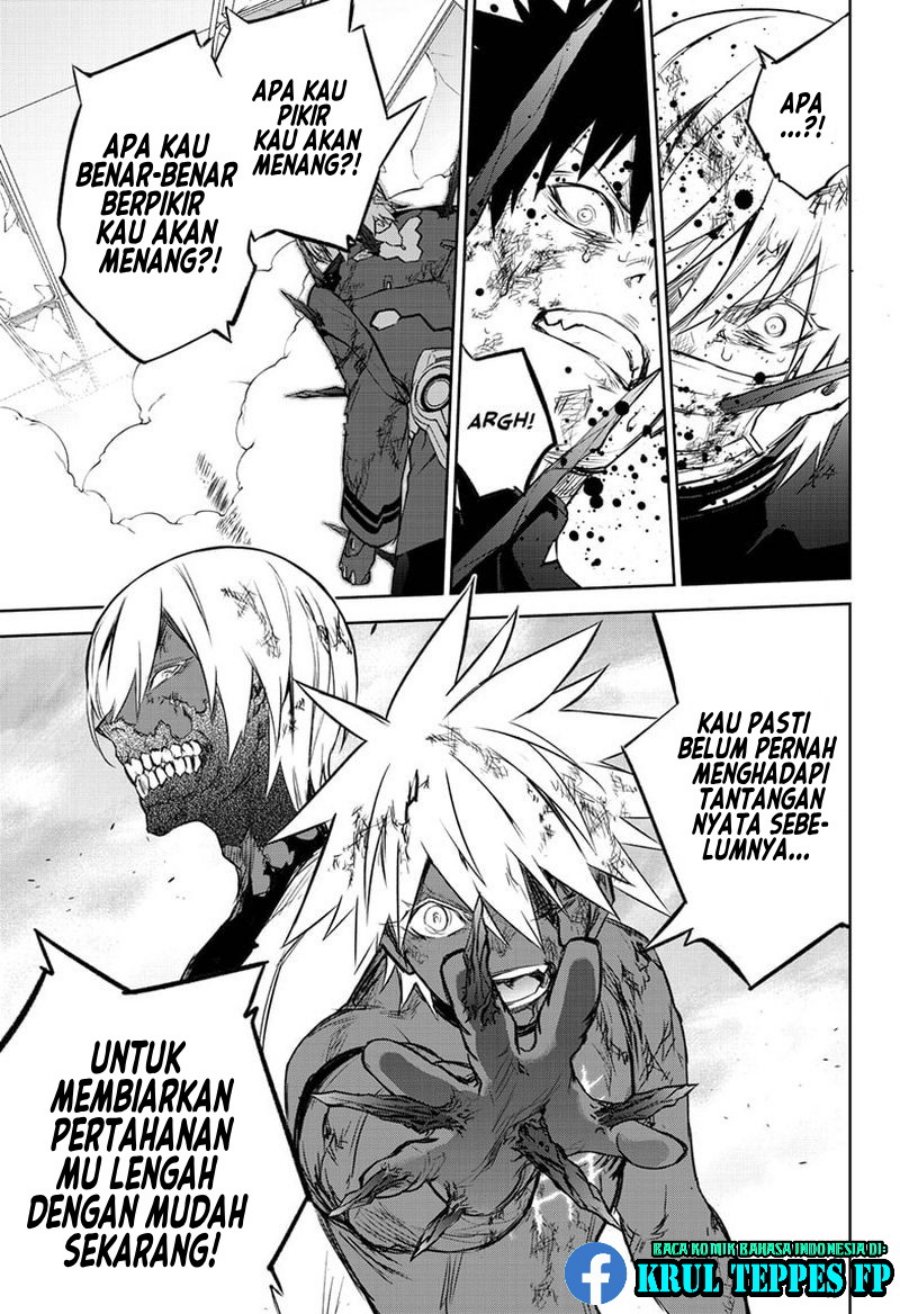 APA
...?!
ARGH!
APA KAU
PIKIR
KAU AKAN
MENANG?!
APA KAU
BENAR-BENAR
BERPIKIR
KAU AKAN
MENANG?!
KAU PASTI
BELUM PERNAH
MENGHADAPI
TANTANGAN
NYATA SEBE-
LUMNYA...
UNTUK
MEMBIARKAN
PERTAHANAN
MU LENGAH
DENGAN MUDAH
SEKARANG!
BACA KOMIK BAHASA INDONESIA DI:
KRUL TEPPES FP